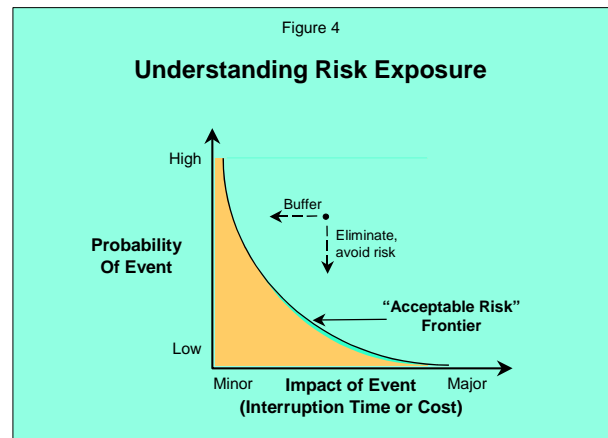 Figure 4
Understanding Risk Exposure
High
Buffer
Eliminate,
avoid risk
Probability
Of Event
“Acceptable Risk”
Frontier
Low
Minor
Impact of Event
Major
(Interruption Time or Cost)